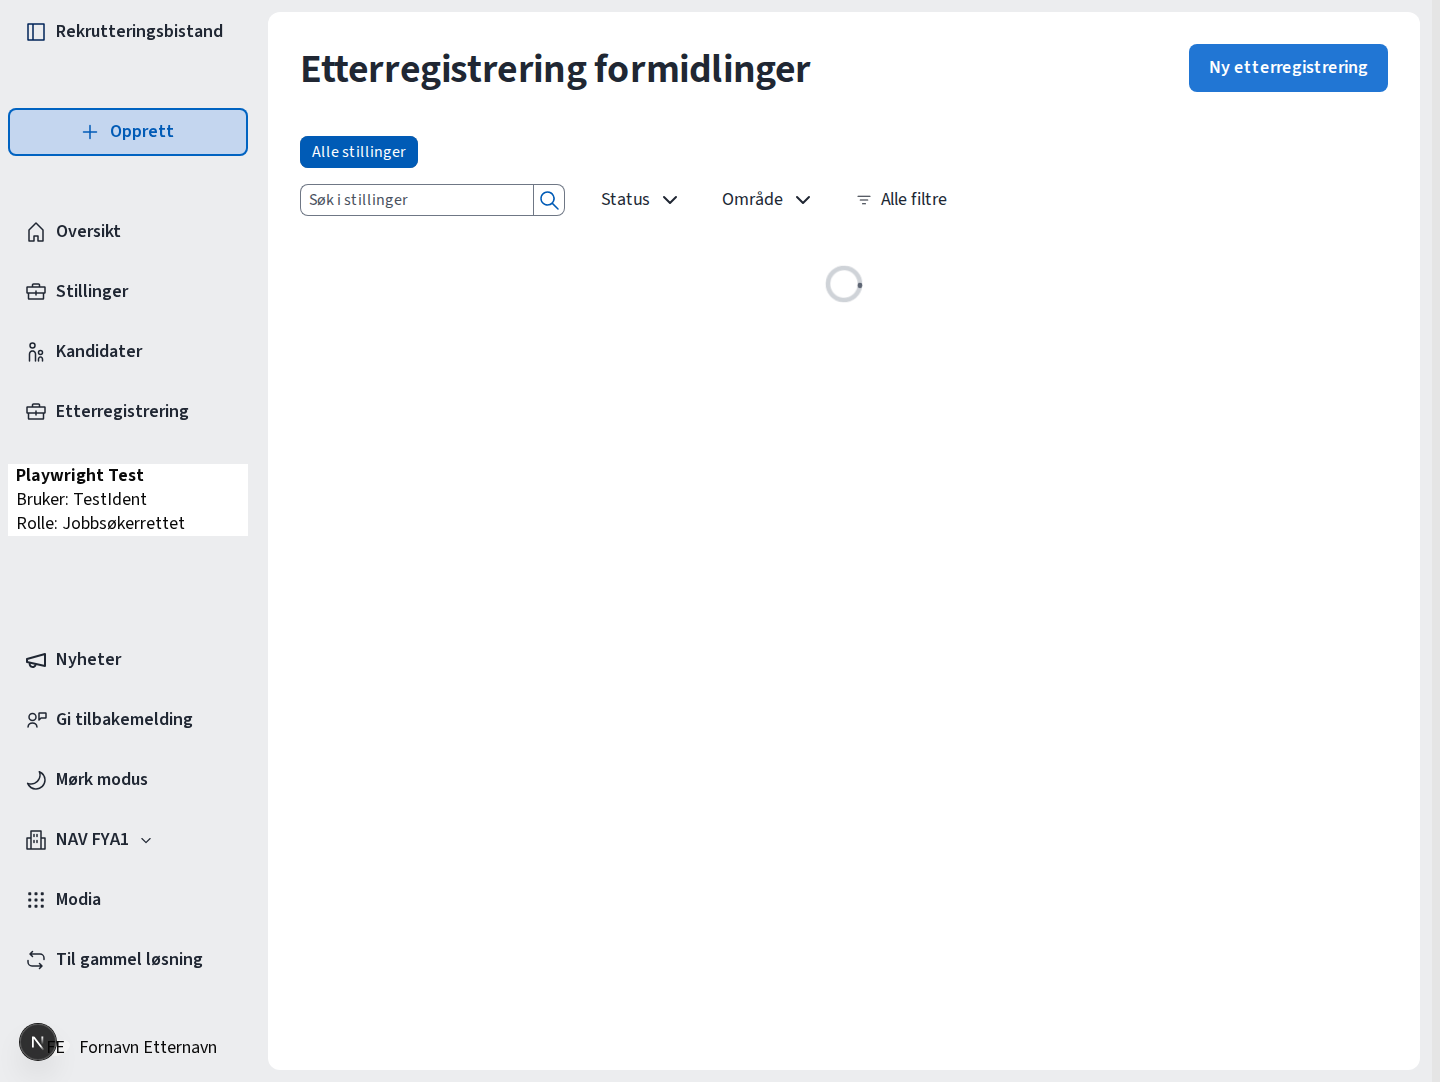 Rekrutteringsbistand
Opprett
Oversikt
Stillinger
Kandidater
Etterregistrering
Playwright Test
Bruker: TestIdent
Rolle: Jobbsøkerrettet
Nyheter
Gi tilbakemelding
Mørk modus
NAV FYA1
Modia
Til gammel løsning
N
FE Fornavn Etternavn
Etterregistrering formidlinger
Ny etterregistrering
Alle stillinger
Søk i stillinger
Status
Område
Alle filtre